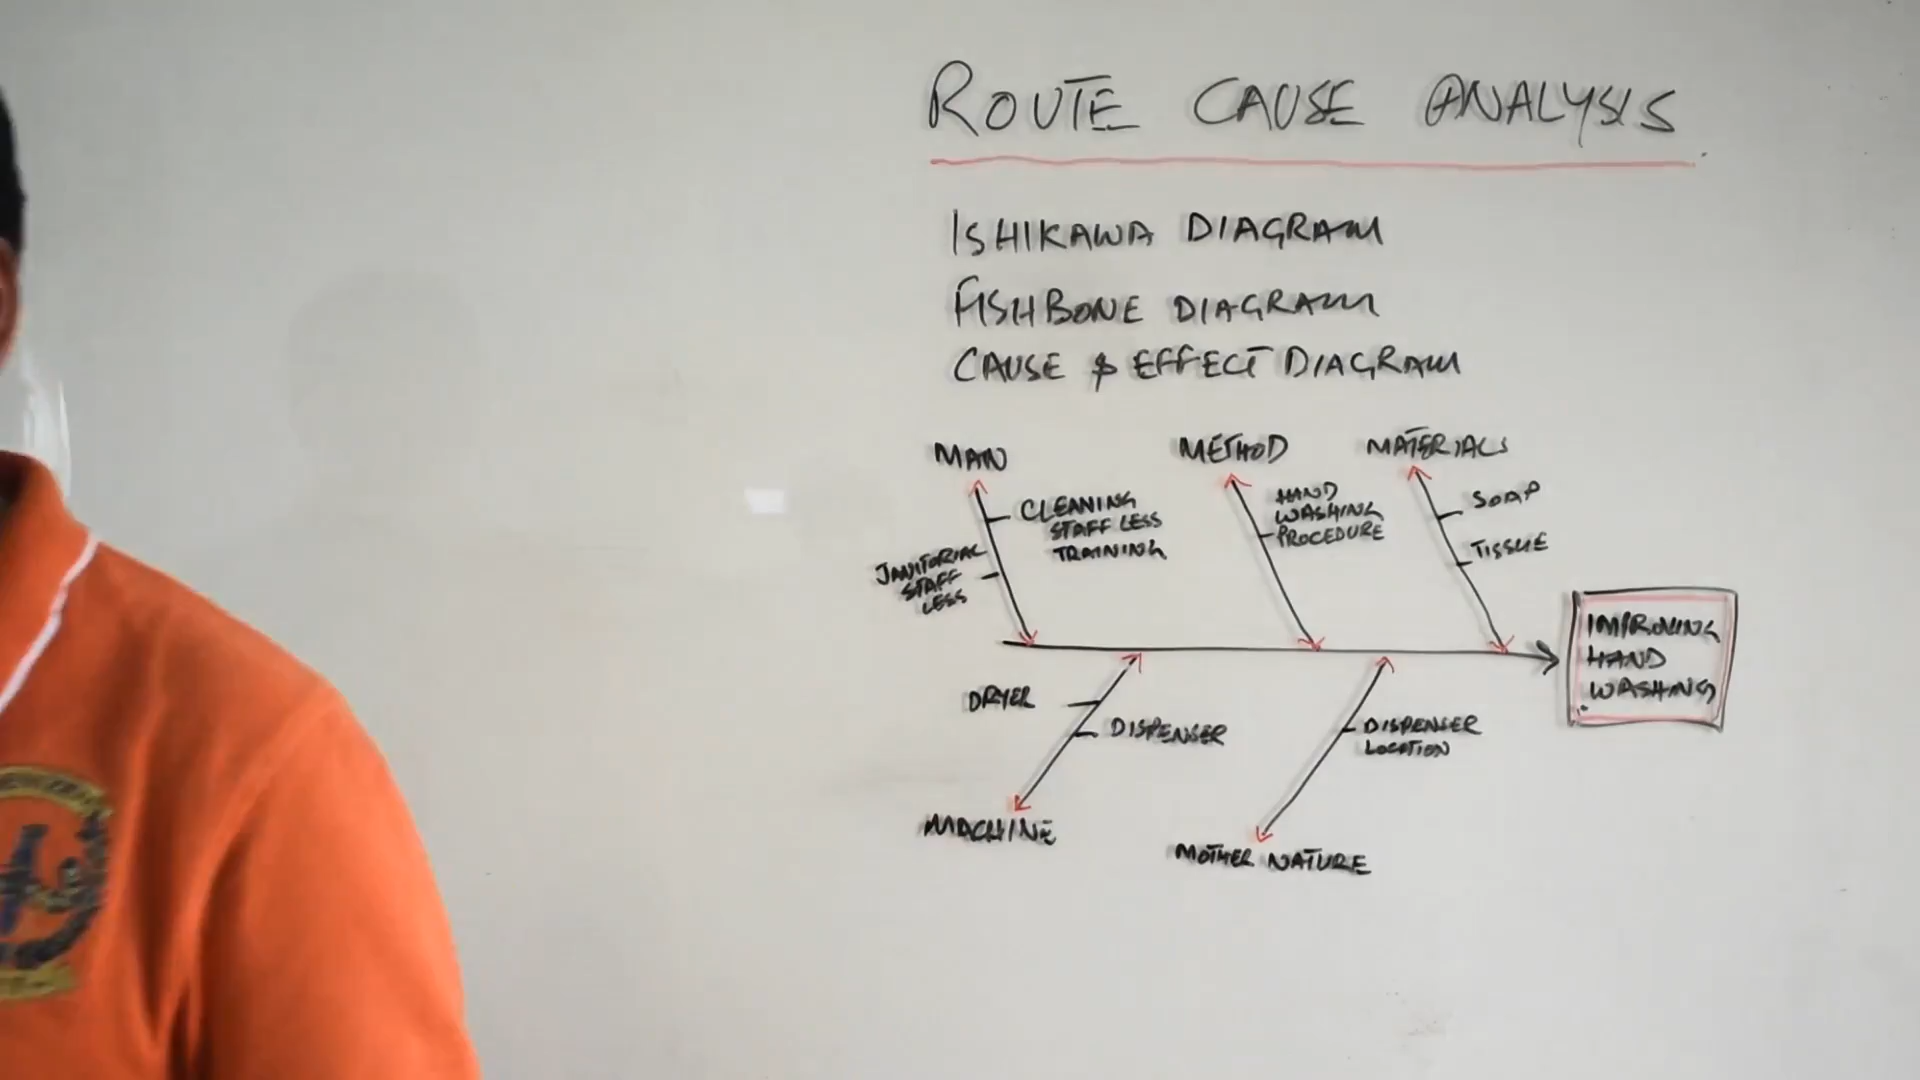 ROUTE CAUSE ANALYSIS
ISHIKAWA DIAGRAM
FISHBONE DIAGRAM
CAUSE & EFFECT DIAGRAM
MAN
METHOD
MATERIALS
CLEANING
STAFF LESS
TRAINING
JANITORIAL
STAFF
LESS
HAND
WASHING
PROCEDURE
SOAP
TISSUE
IMPROVING
HAND
WASHING
DRYER
DISPENSER
DISPENSER
LOCATION
MACHINE
MOTHER NATURE